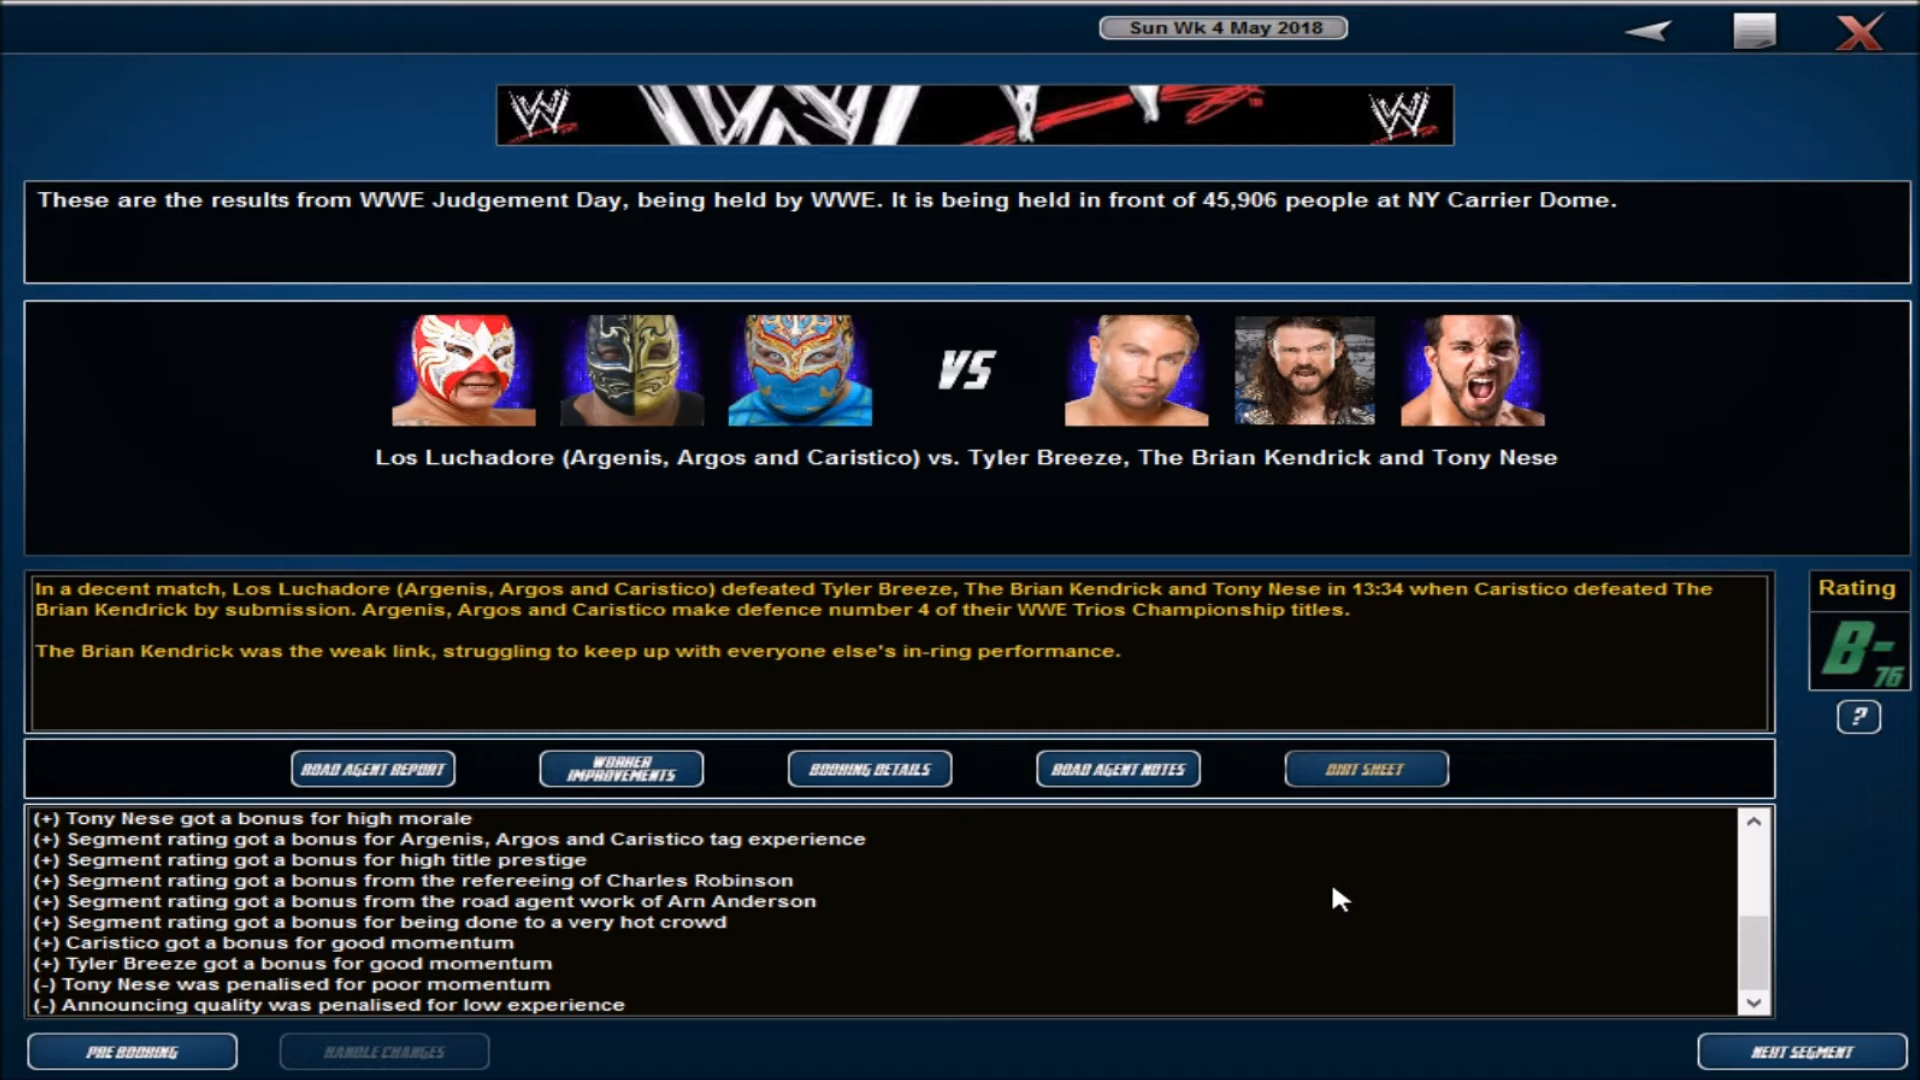 Sun Wk 4 May 2018
These are the results from WWE Judgement Day, being held by WWE. It is being held in front of 45,906 people at NY Carrier Dome.
VS
Los Luchadore (Argenis, Argos and Caristico) vs. Tyler Breeze, The Brian Kendrick and Tony Nese
In a decent match, Los Luchadore (Argenis, Argos and Caristico) defeated Tyler Breeze, The Brian Kendrick and Tony Nese in 13:34 when Caristico defeated The
Brian Kendrick by submission. Argenis, Argos and Caristico make defence number 4 of their WWE Trios Championship titles.
The Brian Kendrick was the weak link, struggling to keep up with everyone else's in-ring performance.
Rating
B-
76
?
ROAD AGENT REPORT
WORKER
IMPROVEMENTS
BOOKING DETAILS
ROAD AGENT NOTES
DIRT SHEET
(+) Tony Nese got a bonus for high morale
(+) Segment rating got a bonus for Argenis, Argos and Caristico tag experience
(+) Segment rating got a bonus for high title prestige
(+) Segment rating got a bonus from the refereeing of Charles Robinson
(+) Segment rating got a bonus from the road agent work of Arn Anderson
(+) Segment rating got a bonus for being done to a very hot crowd
(+) Caristico got a bonus for good momentum
(+) Tyler Breeze got a bonus for good momentum
(-) Tony Nese was penalised for poor momentum
(-) Announcing quality was penalised for low experience
PRE BOOKING
HANDLE CHANGES
NEXT SEGMENT